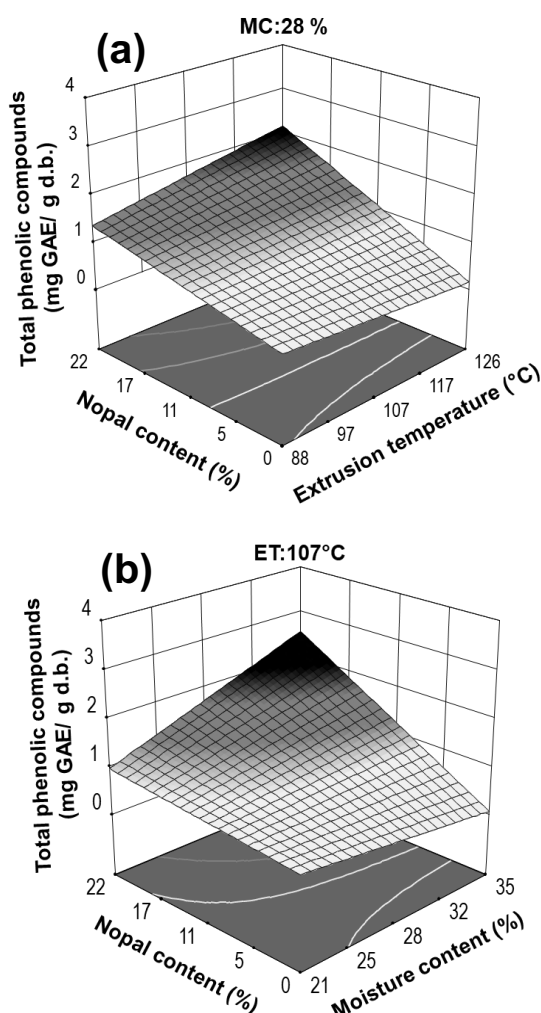 MC:28 %
(a)
Total phenolic compounds
(mg GAE/ g d.b.)
4
3
2
1
0
22
17
11
5
0
Nopal content (%)
88
97
107
117
126
Extrusion temperature (°C)
ET:107°C
(b)
Total phenolic compounds
(mg GAE/ g d.b.)
4
3
2
1
0
22
17
11
5
0
Nopal content (%)
21
25
28
32
35
Moisture content (%)